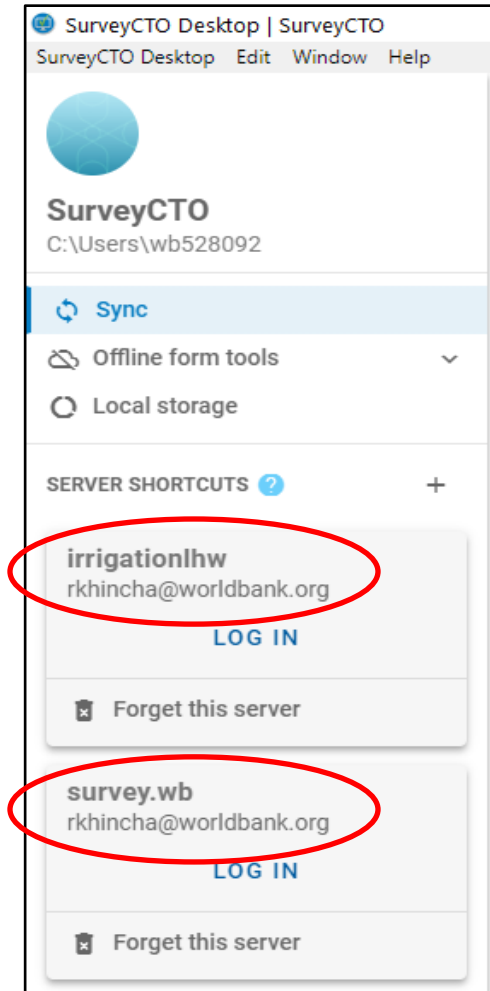 SurveyCTO Desktop | SurveyCTO
SurveyCTO Desktop Edit Window Help
SurveyCTO
C:\Users\wb528092
Sync
Offline form tools
Local storage
SERVER SHORTCUTS ? +
irrigationlhw
rkhincha@worldbank.org
LOG IN
Forget this server
survey.wb
rkhincha@worldbank.org
LOG IN
Forget this server